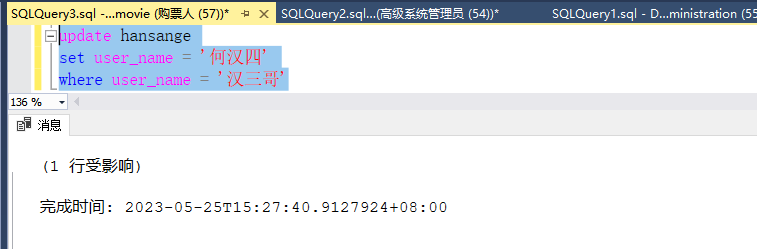 SQLQuery3.sql -...movie (购票人 (57))* SQLQuery2.sql...(高级系统管理员 (54))* SQLQuery1.sql - D...ministration (55
update hansange
set user_name = '何汉四'
where user_name = '汉三哥'
136 %
消息
(1 行受影响)
完成时间: 2023-05-25T15:27:40.9127924+08:00